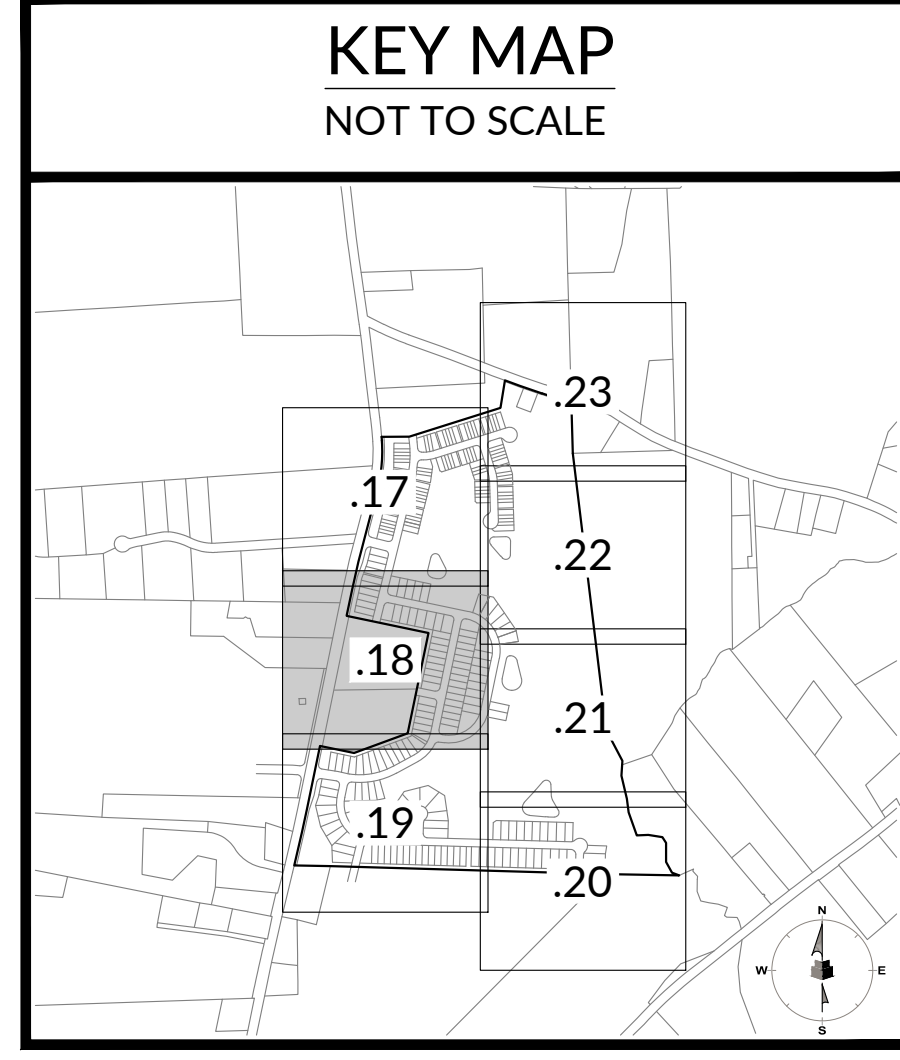 KEY MAP
NOT TO SCALE
.23
.17
.22
.18
.21
.19
.20
N
W
E
S